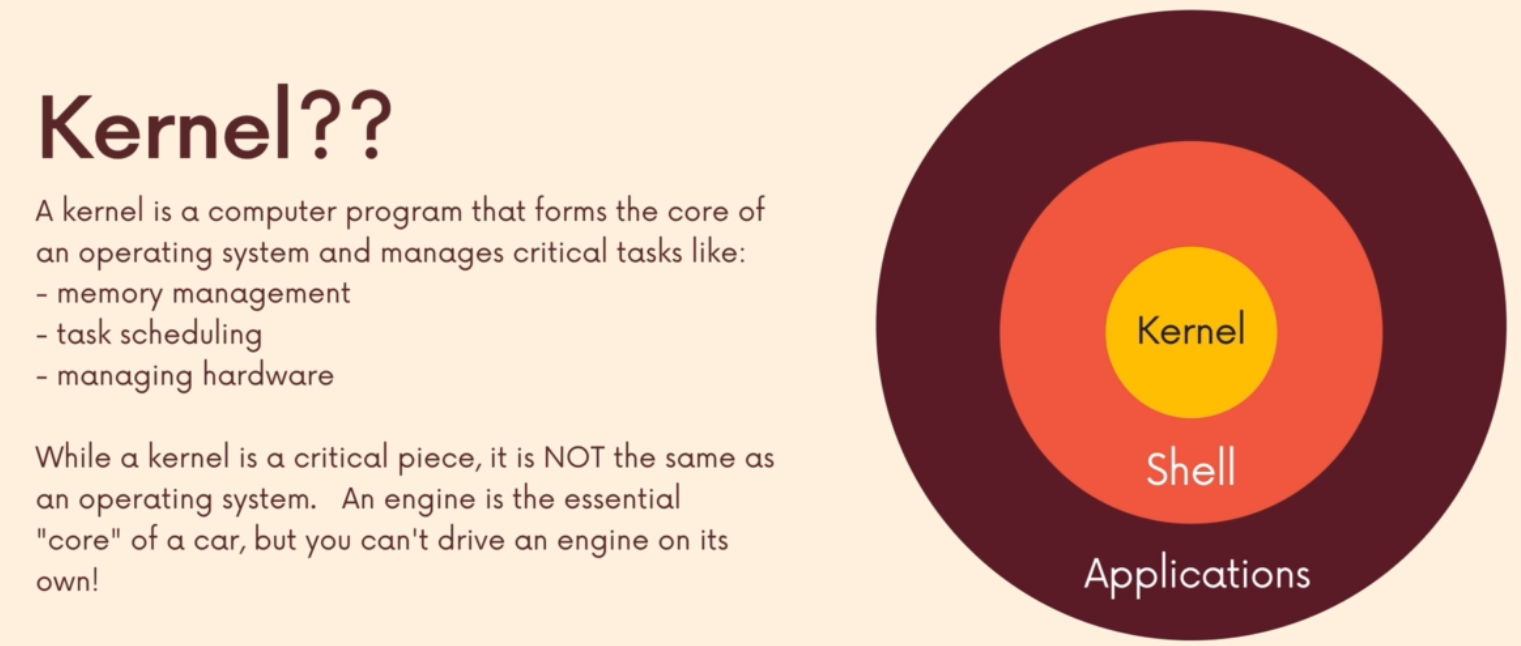 Kernel??
A kernel is a computer program that forms the core of
an operating system and manages critical tasks like:
- memory management
- task scheduling
- managing hardware
While a kernel is a critical piece, it is NOT the same as
an operating system.   An engine is the essential
"core" of a car, but you can't drive an engine on its
own!
Kernel
Shell
Applications